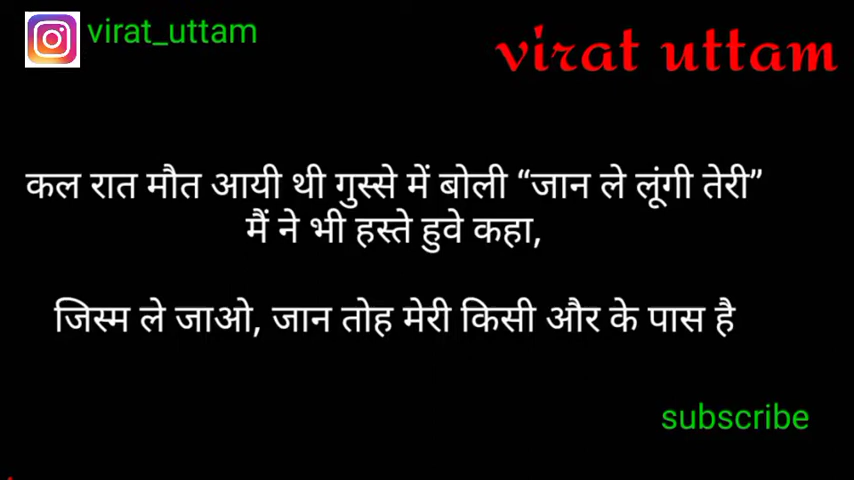 virat_uttam
virat uttam
कल रात मौत आयी थी गुस्से में बोली “जान ले लूंगी तेरी”
मैं ने भी हस्ते हुवे कहा,
जिस्म ले जाओ, जान तोह मेरी किसी और के पास है
subscribe